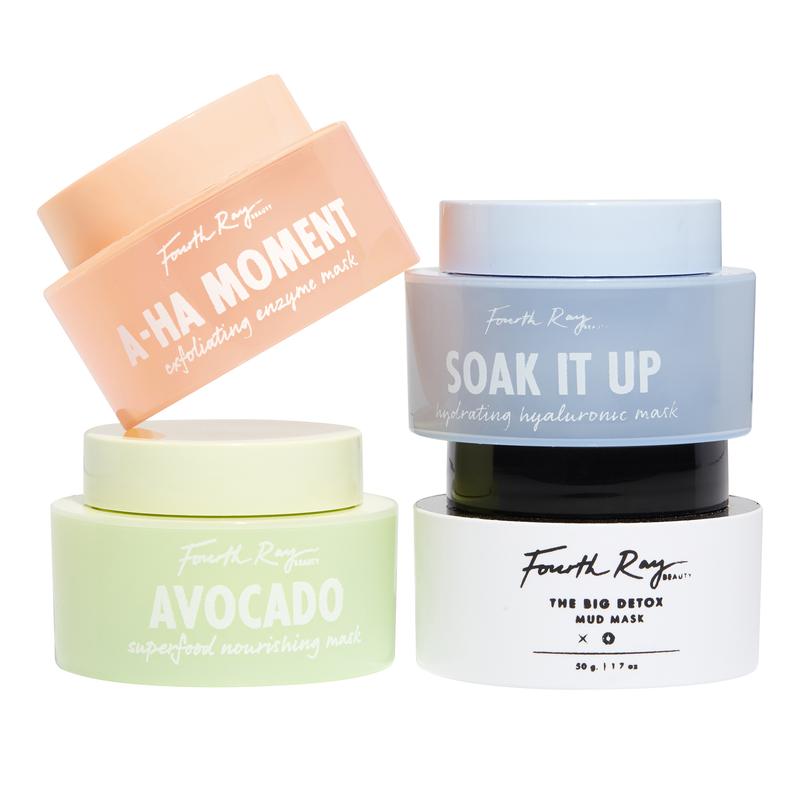 Fourth Ray
BEAUTY
A-HA MOMENT
exfoliating enzyme mask
Fourth Ray
BEAUTY
SOAK IT UP
hydrating hyaluronic mask
Fourth Ray
BEAUTY
AVOCADO
superfood nourishing mask
Fourth Ray
BEAUTY
THE BIG DETOX
MUD MASK
50 g. | 1 7 oz